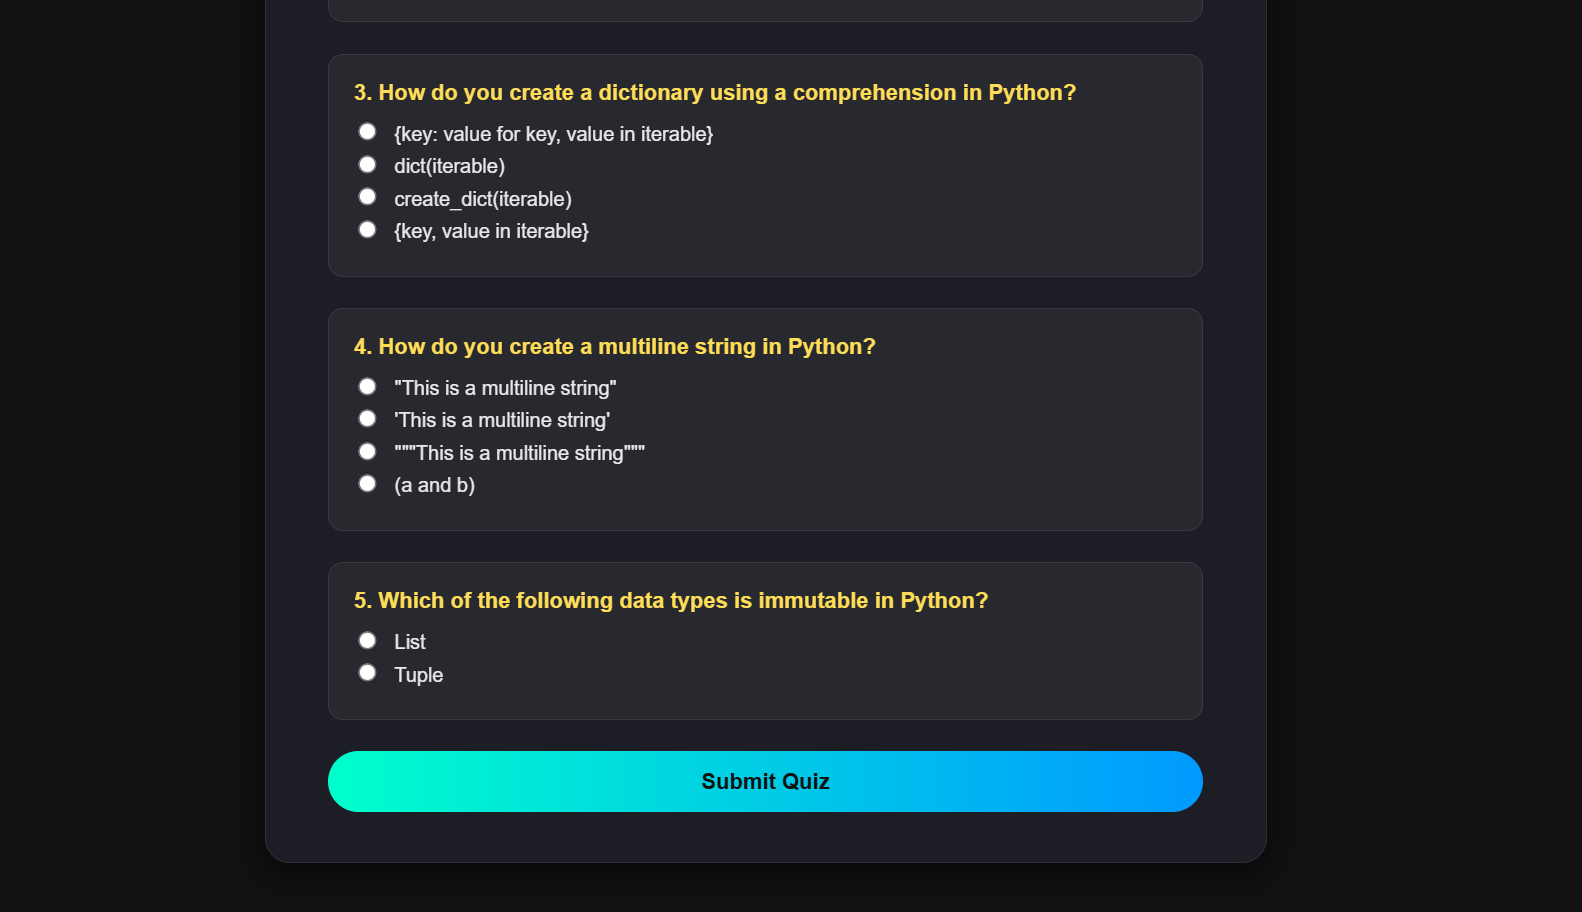 3. How do you create a dictionary using a comprehension in Python?
{key: value for key, value in iterable}
dict(iterable)
create_dict(iterable)
{key, value in iterable}
4. How do you create a multiline string in Python?
"This is a multiline string"
'This is a multiline string'
"""This is a multiline string"""
(a and b)
5. Which of the following data types is immutable in Python?
List
Tuple
Submit Quiz